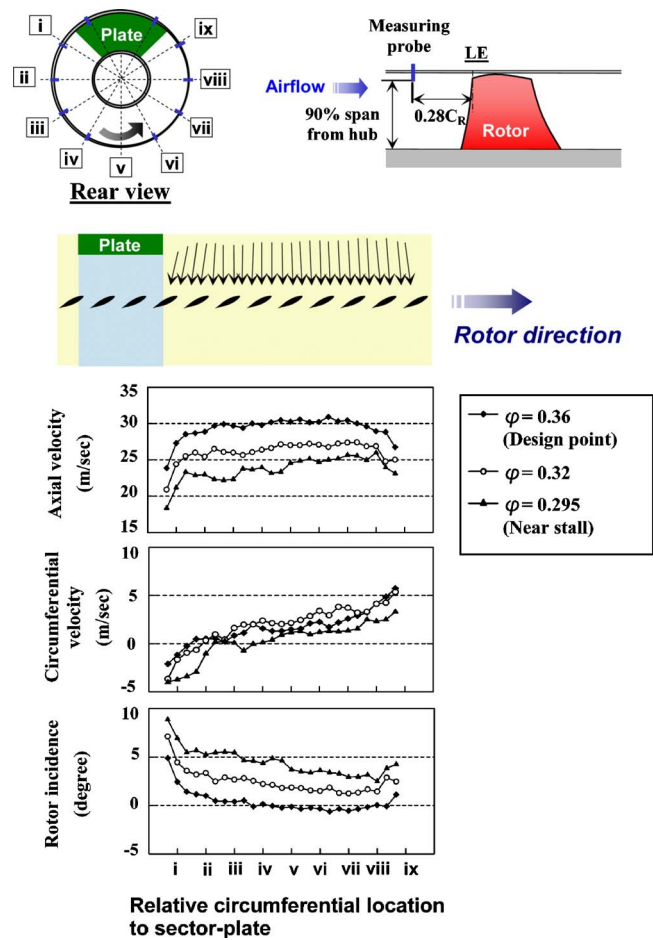 i
Plate
ix
ii
viii
iii
vii
iv
v
vi
Rear view
Measuring
probe
LE
Airflow
90% span
from hub
0.28C_R
Rotor
Plate
Rotor direction
Axial velocity
(m/sec)
35
30
25
20
15
φ = 0.36
(Design point)
φ = 0.32
φ = 0.295
(Near stall)
Circumferential
velocity
(m/sec)
10
5
0
-5
Rotor incidence
(degree)
10
5
0
-5
i ii iii iv v vi vii viii ix
Relative circumferential location
to sector-plate